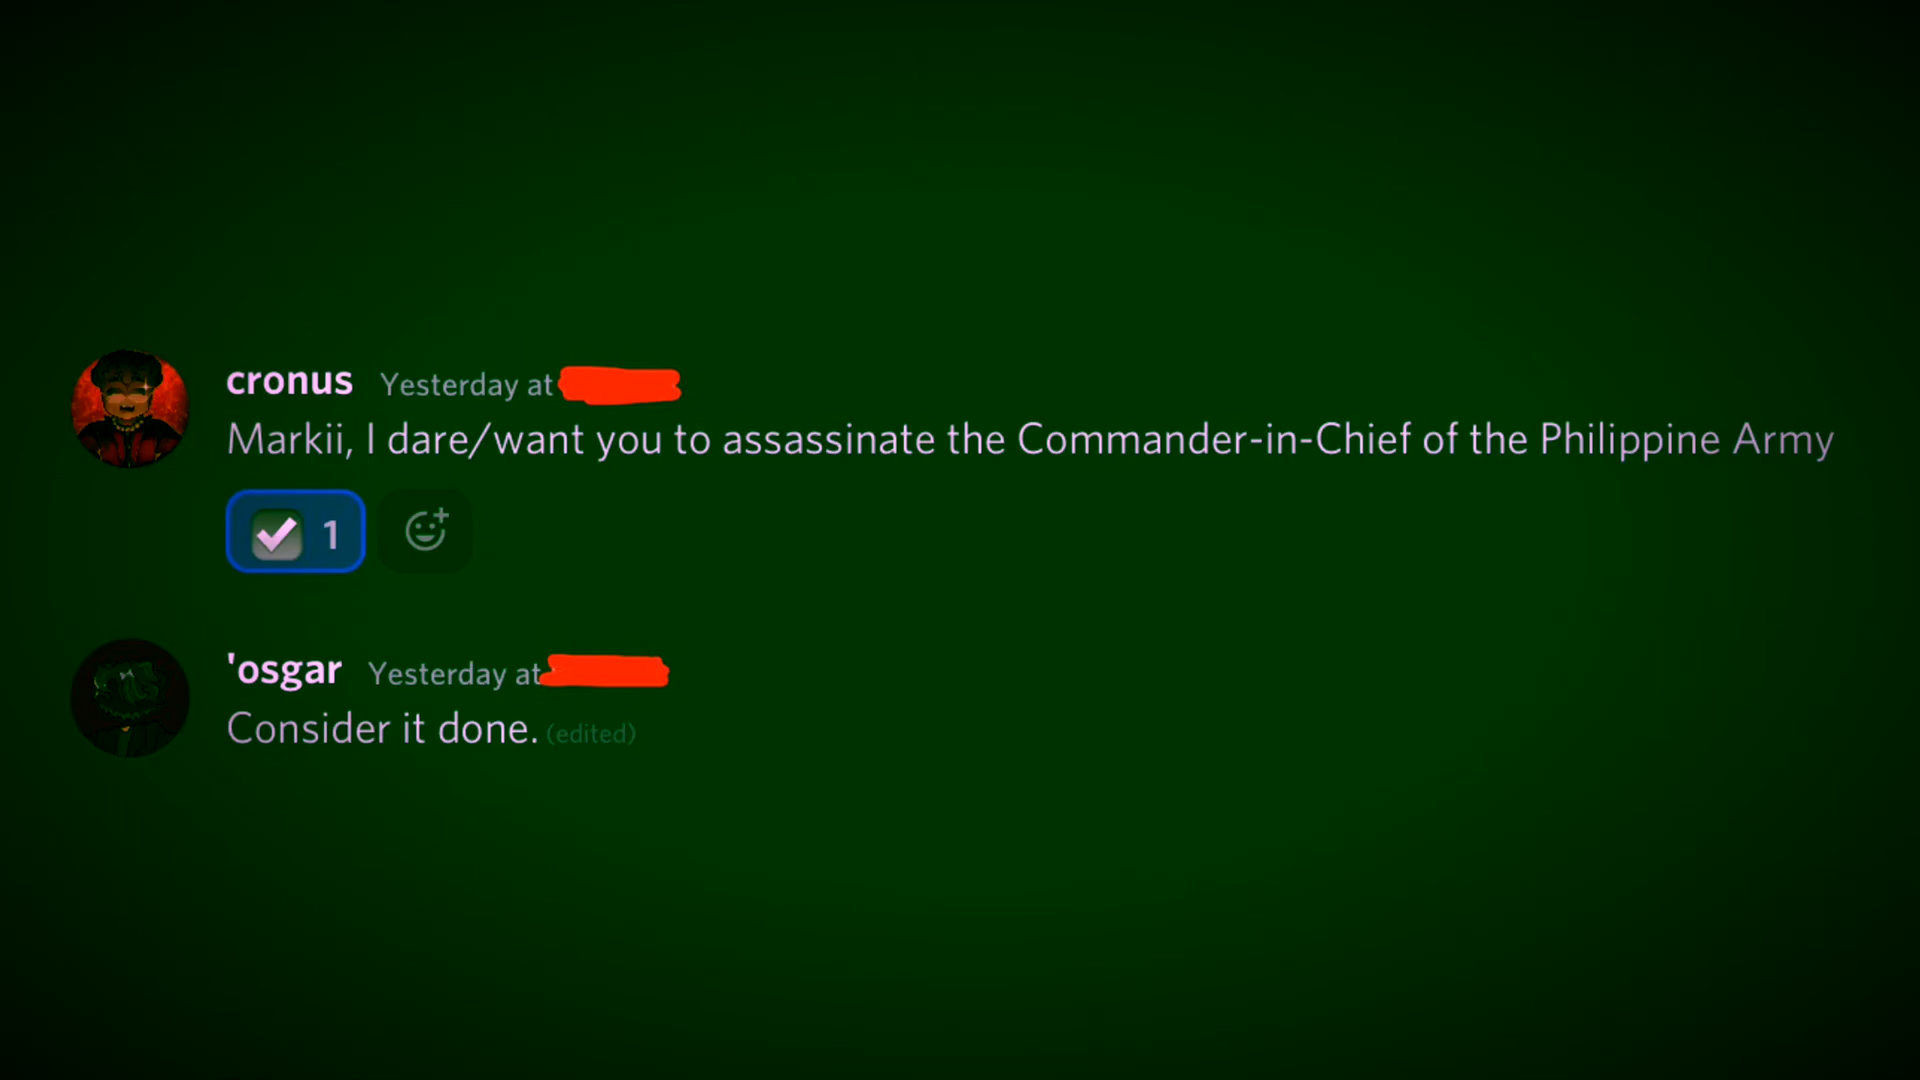 cronus Yesterday at
Markii, I dare/want you to assassinate the Commander-in-Chief of the Philippine Army
1
'osgar Yesterday at
Consider it done. (edited)